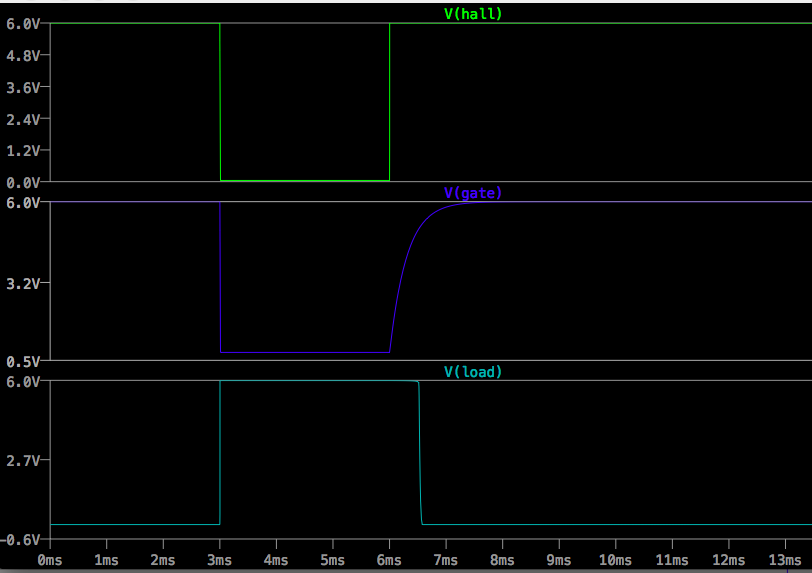 V(hall)
6.0V
4.8V
3.6V
2.4V
1.2V
0.0V
V(gate)
6.0V
3.2V
0.5V
V(load)
6.0V
2.7V
-0.6V
0ms 1ms 2ms 3ms 4ms 5ms 6ms 7ms 8ms 9ms 10ms 11ms 12ms 13ms